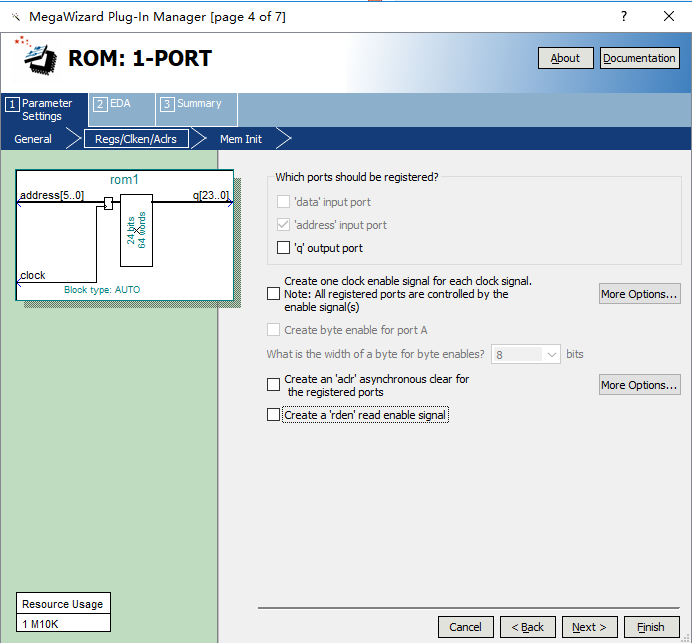 MegaWizard Plug-In Manager [page 4 of 7]
?
ROM: 1-PORT
About
Documentation
1 Parameter Settings
2 EDA
3 Summary
General
Regs/Clken/Aclrs
Mem Init
rom1
address[5..0]
q[23..0]
24 bits
64 words
clock
Block type: AUTO
Which ports should be registered?
'data' input port
'address' input port
'q' output port
Create one clock enable signal for each clock signal.
Note: All registered ports are controlled by the
enable signal(s)
More Options...
Create byte enable for port A
What is the width of a byte for byte enables?
8
bits
Create an 'aclr' asynchronous clear for
the registered ports
More Options...
Create a 'rden' read enable signal
Resource Usage
1 M10K
Cancel
< Back
Next >
Finish